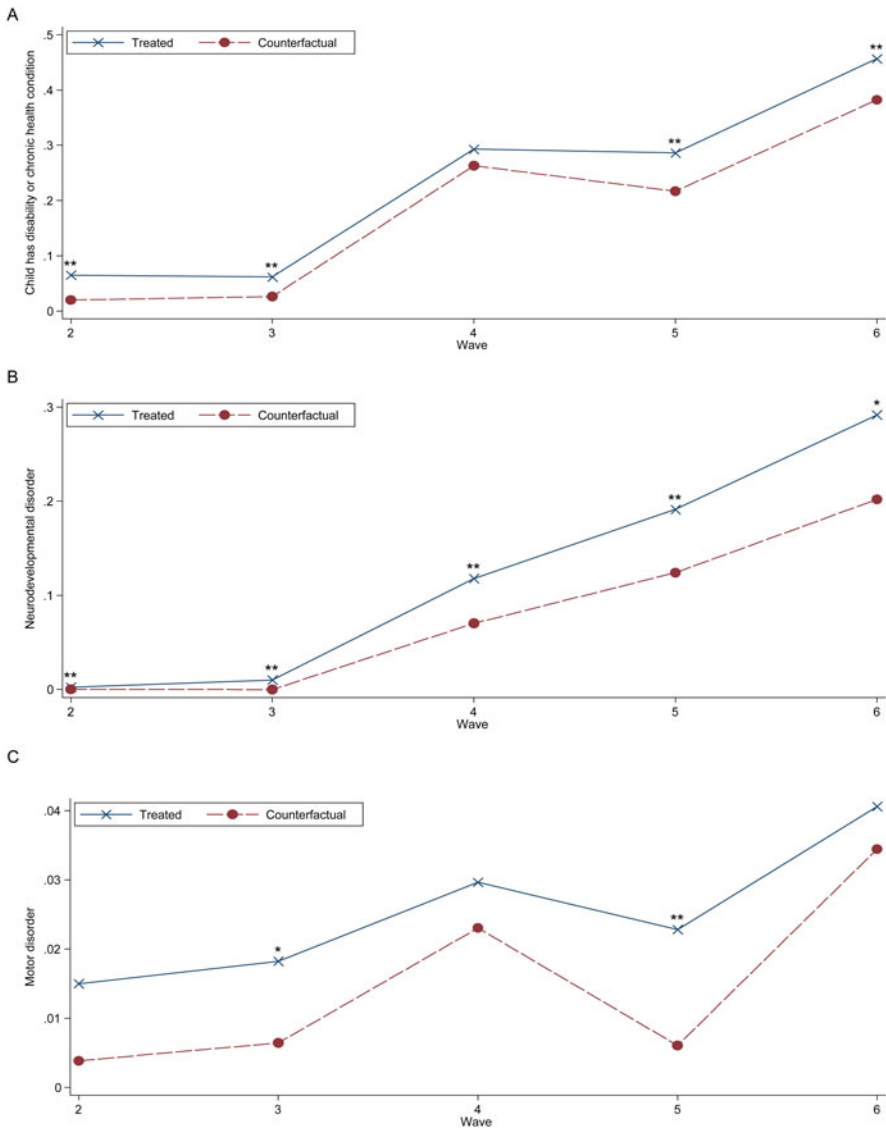 A
Treated Counterfactual
Child has disability or chronic health condition
.5
.4
.3
.2
.1
0
**
**
**
**
2 3 4 5 6
Wave
B
Treated Counterfactual
Neurodevelopmental disorder
.3
.2
.1
0
**
**
**
**
*
2 3 4 5 6
Wave
C
Treated Counterfactual
Motor disorder
.04
.03
.02
.01
0
*
**
2 3 4 5 6
Wave